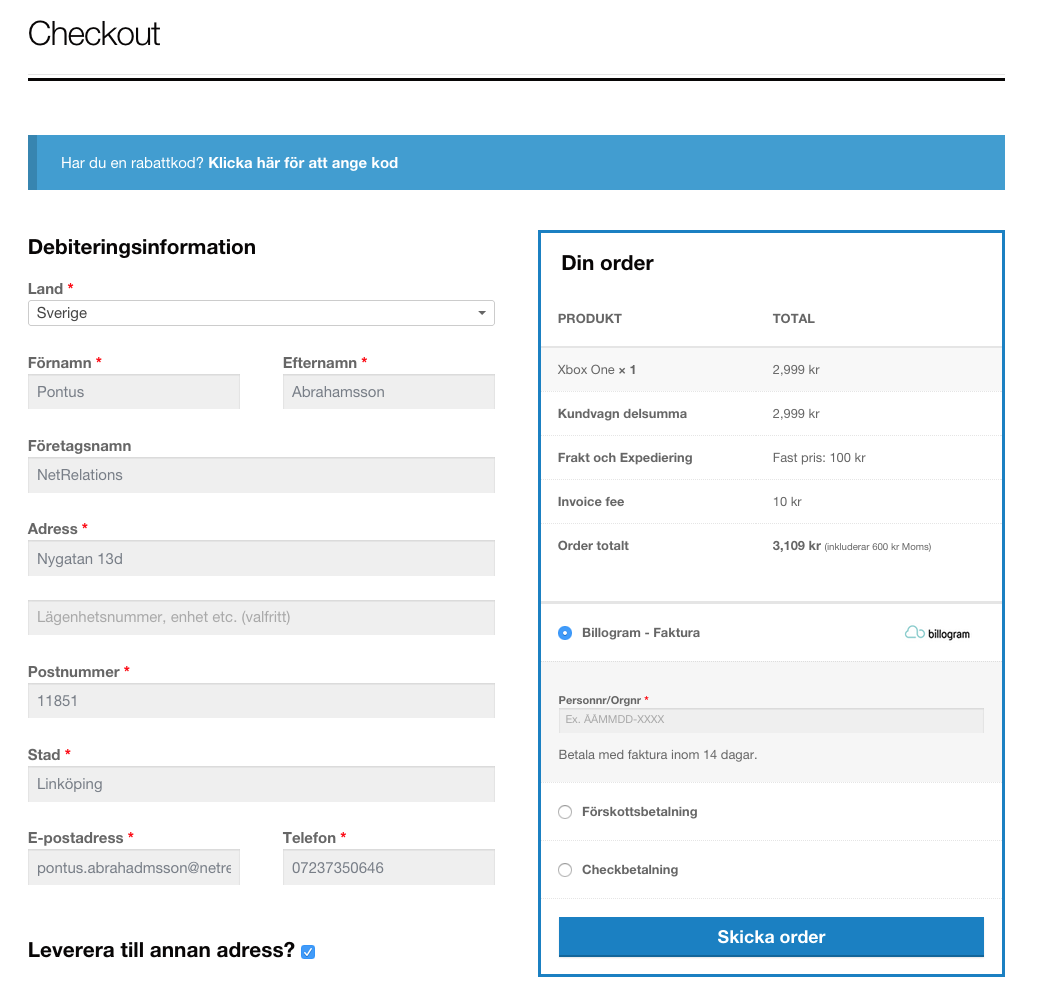 Checkout
Har du en rabattkod? Klicka här för att ange kod
Debiteringsinformation
Land *
Sverige
Förnamn *
Efternamn *
Pontus
Abrahamsson
Företagsnamn
NetRelations
Adress *
Nygatan 13d
Lägenhetsnummer, enhet etc. (valfritt)
Postnummer *
11851
Stad *
Linköping
E-postadress *
Telefon *
pontus.abrahadmsson@netre
07237350646
Leverera till annan adress?
Din order
PRODUKT TOTAL
Xbox One × 1 2,999 kr
Kundvagn delsumma 2,999 kr
Frakt och Expediering Fast pris: 100 kr
Invoice fee 10 kr
Order totalt 3,109 kr (inkluderar 600 kr Moms)
Billogram - Faktura billogram
Personnr/Orgnr *
Ex. ÅÅMMDD-XXXX
Betala med faktura inom 14 dagar.
Förskottsbetalning
Checkbetalning
Skicka order